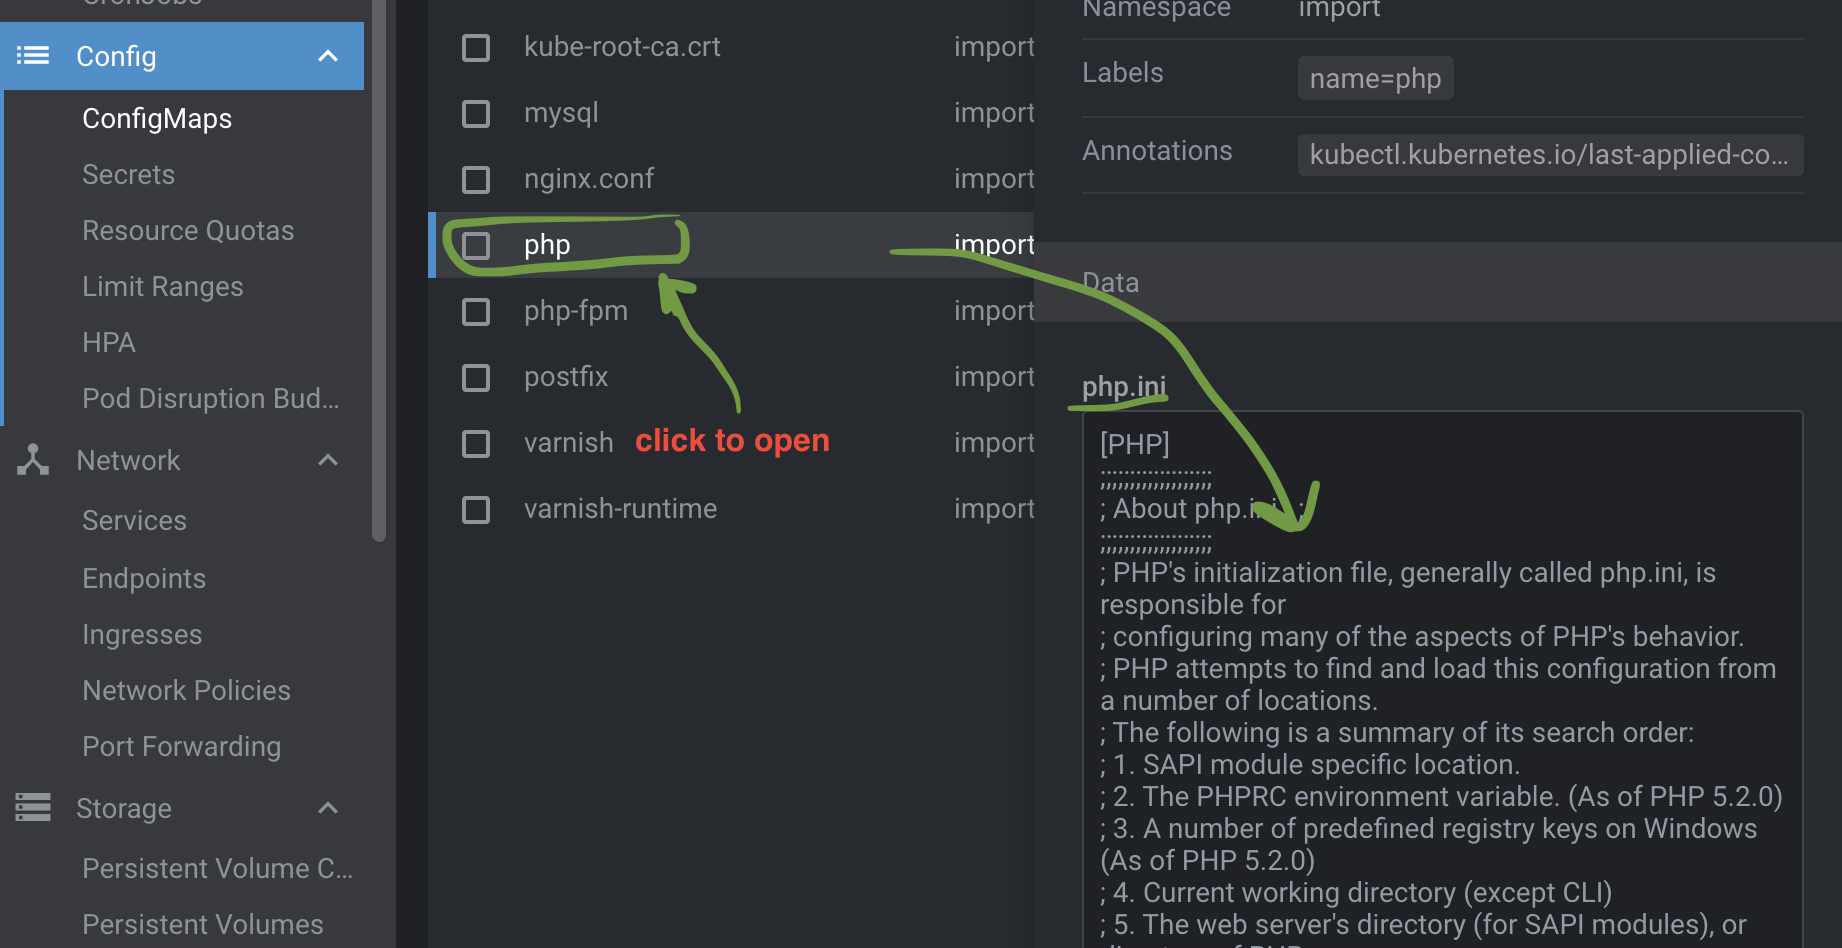 CronJobs
Config
ConfigMaps
Secrets
Resource Quotas
Limit Ranges
HPA
Pod Disruption Bud...
Network
Services
Endpoints
Ingresses
Network Policies
Port Forwarding
Storage
Persistent Volume C...
Persistent Volumes
kube-root-ca.crt import
mysql import
nginx.conf import
php import
php-fpm import
postfix import
varnish import
click to open
varnish-runtime import
Namespace import
Labels name=php
Annotations kubectl.kubernetes.io/last-applied-co...
Data
php.ini
[PHP]
;;;;;;;;;;;;;;;;;;;
; About php.ini ;
;;;;;;;;;;;;;;;;;;;
; PHP's initialization file, generally called php.ini, is
responsible for
; configuring many of the aspects of PHP's behavior.
; PHP attempts to find and load this configuration from
a number of locations.
; The following is a summary of its search order:
; 1. SAPI module specific location.
; 2. The PHPRC environment variable. (As of PHP 5.2.0)
; 3. A number of predefined registry keys on Windows
(As of PHP 5.2.0)
; 4. Current working directory (except CLI)
; 5. The web server's directory (for SAPI modules), or